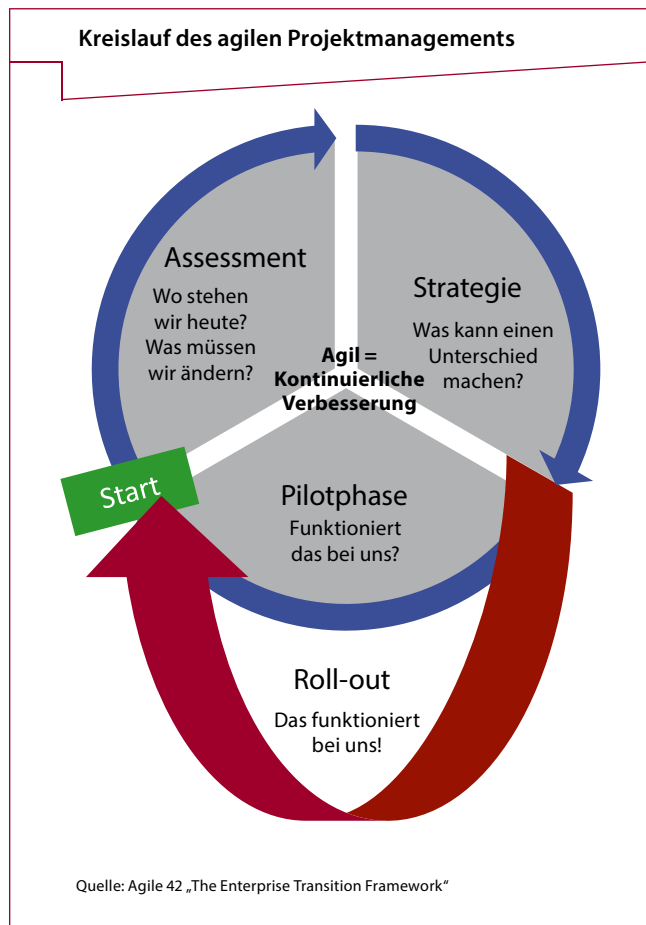 Kreislauf des agilen Projektmanagements
Assessment
Wo stehen
wir heute?
Was müssen
wir ändern?
Strategie
Was kann einen
Unterschied
machen?
Agil =
Kontinuierliche
Verbesserung
Start
Pilotphase
Funktioniert
das bei uns?
Roll-out
Das funktioniert
bei uns!
Quelle: Agile 42 „The Enterprise Transition Framework“